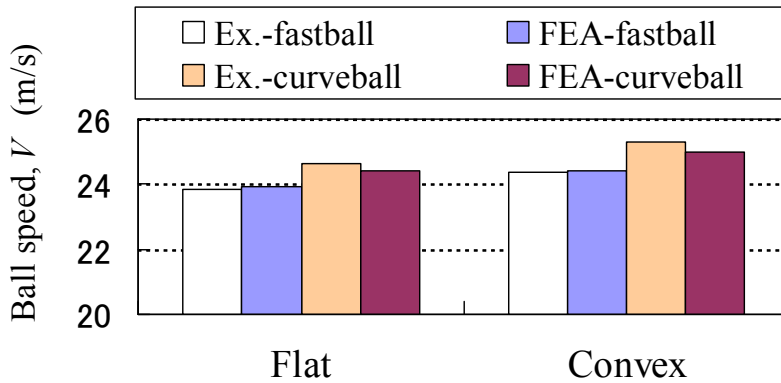 Ex.-fastball FEA-fastball
Ex.-curveball FEA-curveball
Ball speed, V (m/s)
26
24
22
20
Flat Convex